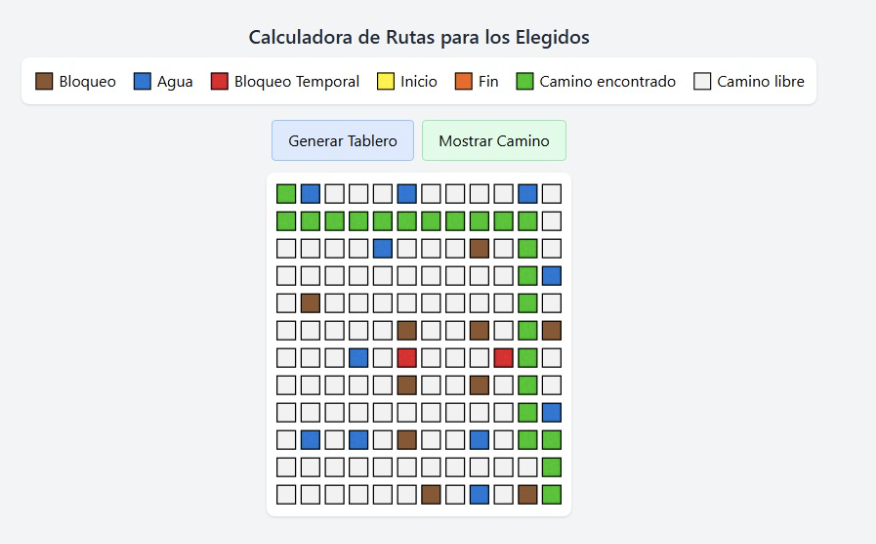 Calculadora de Rutas para los Elegidos
Bloqueo Agua Bloqueo Temporal Inicio Fin Camino encontrado Camino libre
Generar Tablero Mostrar Camino